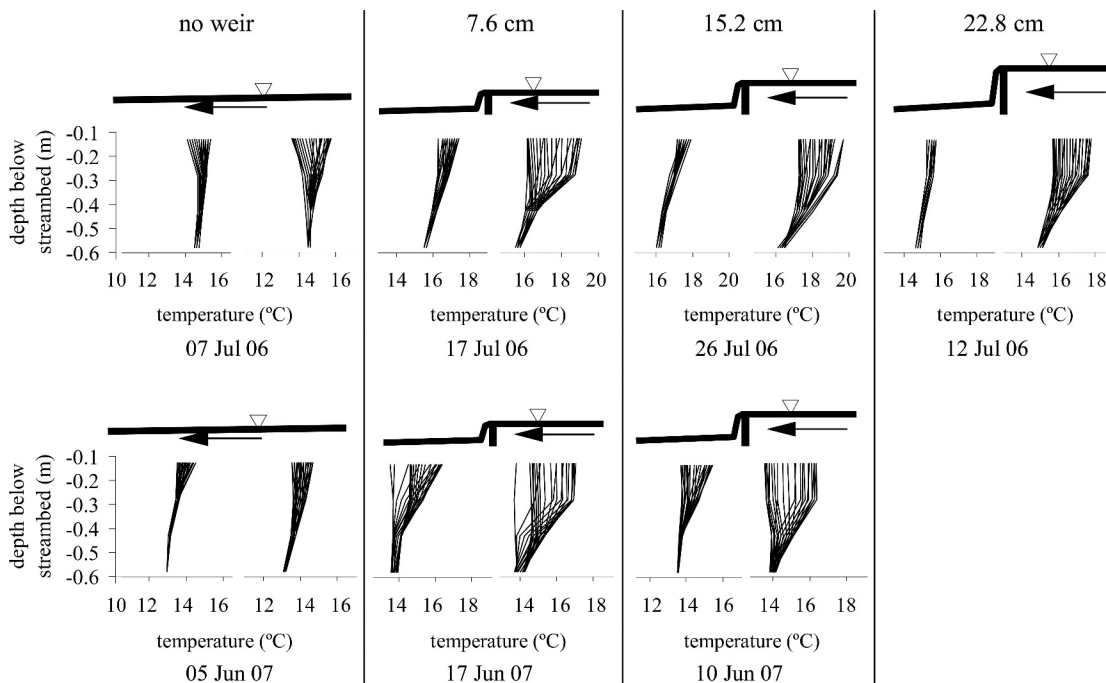 no weir 7.6 cm 15.2 cm 22.8 cm
depth below
streambed (m)
-0.1
-0.2
-0.3
-0.4
-0.5
-0.6
10 12 14 16 12 14 16 14 16 18 16 18 20 16 18 20 16 18 20 14 16 18 14 16 18
temperature (ºC) temperature (ºC) temperature (ºC) temperature (ºC)
07 Jul 06 17 Jul 06 26 Jul 06 12 Jul 06
depth below
streambed (m)
-0.1
-0.2
-0.3
-0.4
-0.5
-0.6
10 12 14 16 12 14 16 14 16 18 14 16 18 12 14 16 14 16 18
temperature (ºC) temperature (ºC) temperature (ºC)
05 Jun 07 17 Jun 07 10 Jun 07